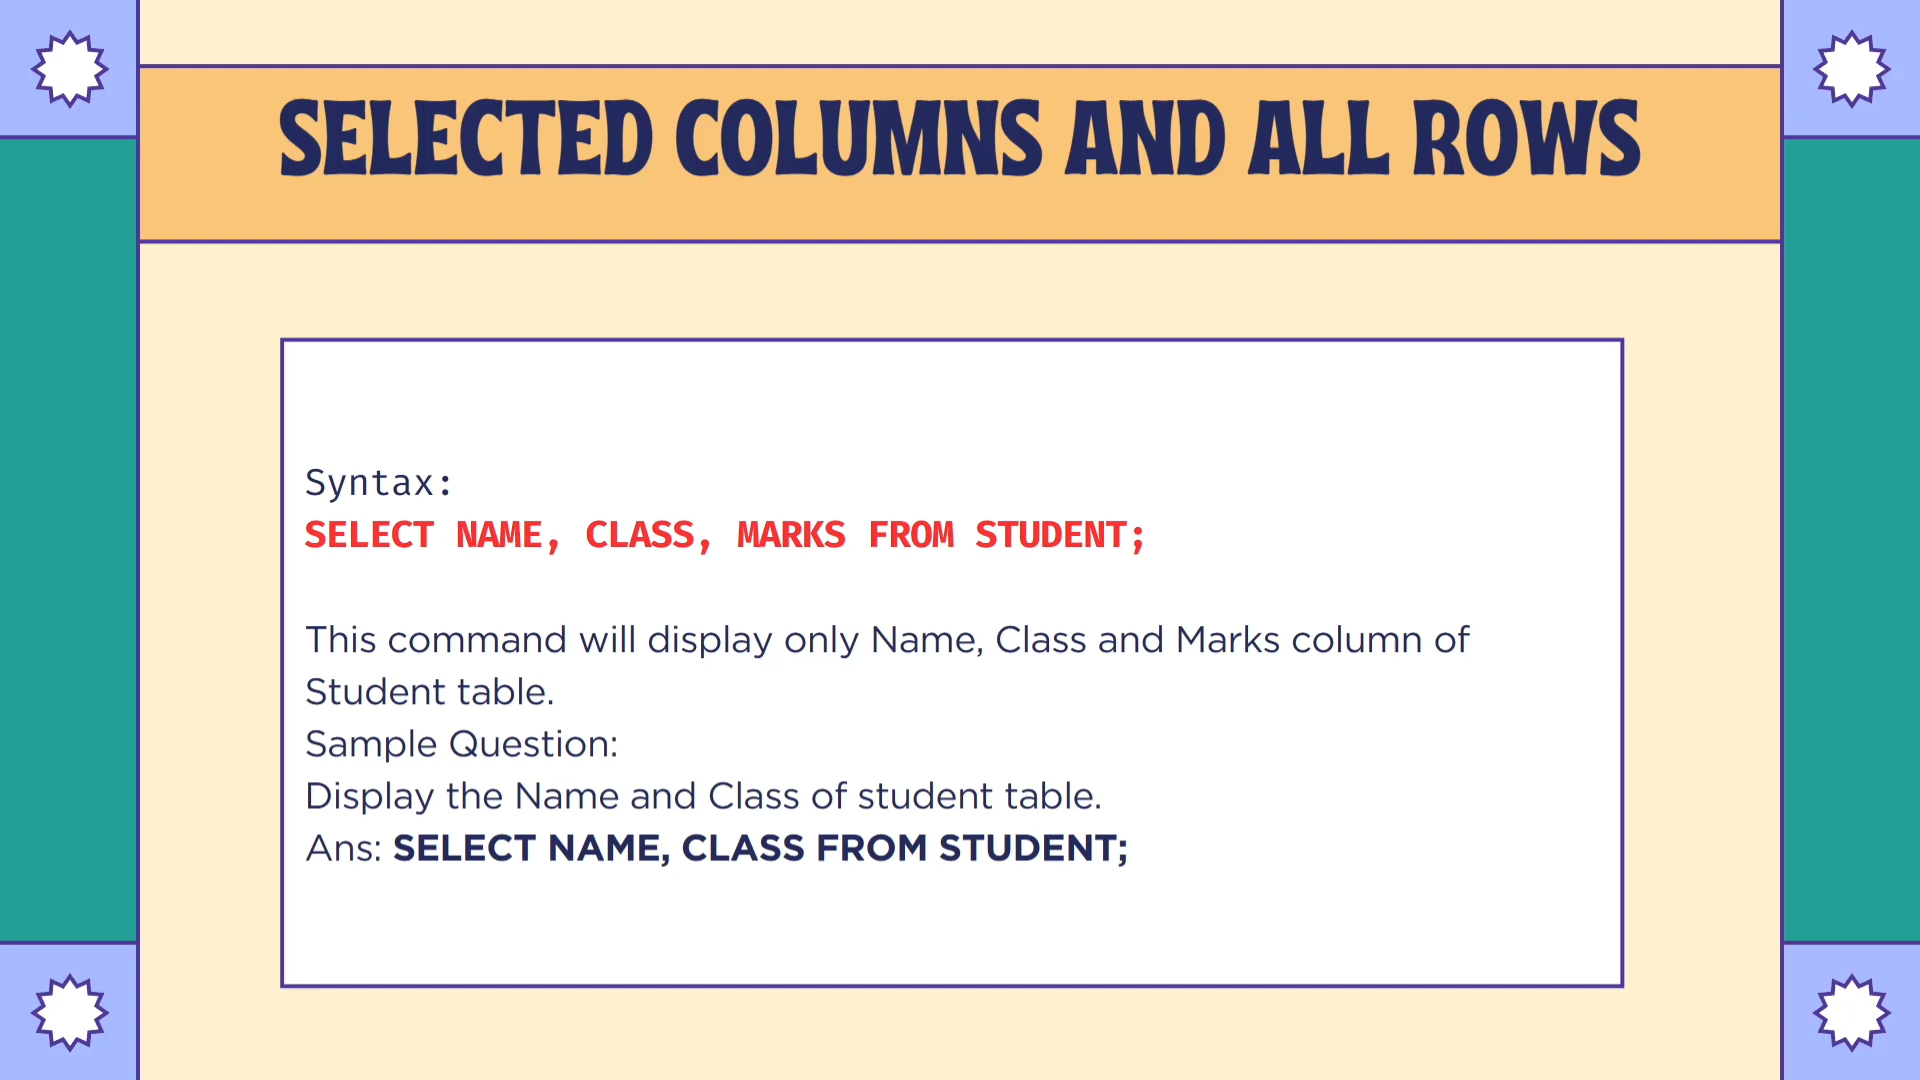 SELECTED COLUMNS AND ALL ROWS
Syntax:
SELECT NAME, CLASS, MARKS FROM STUDENT;
This command will display only Name, Class and Marks column of
Student table.
Sample Question:
Display the Name and Class of student table.
Ans: SELECT NAME, CLASS FROM STUDENT;